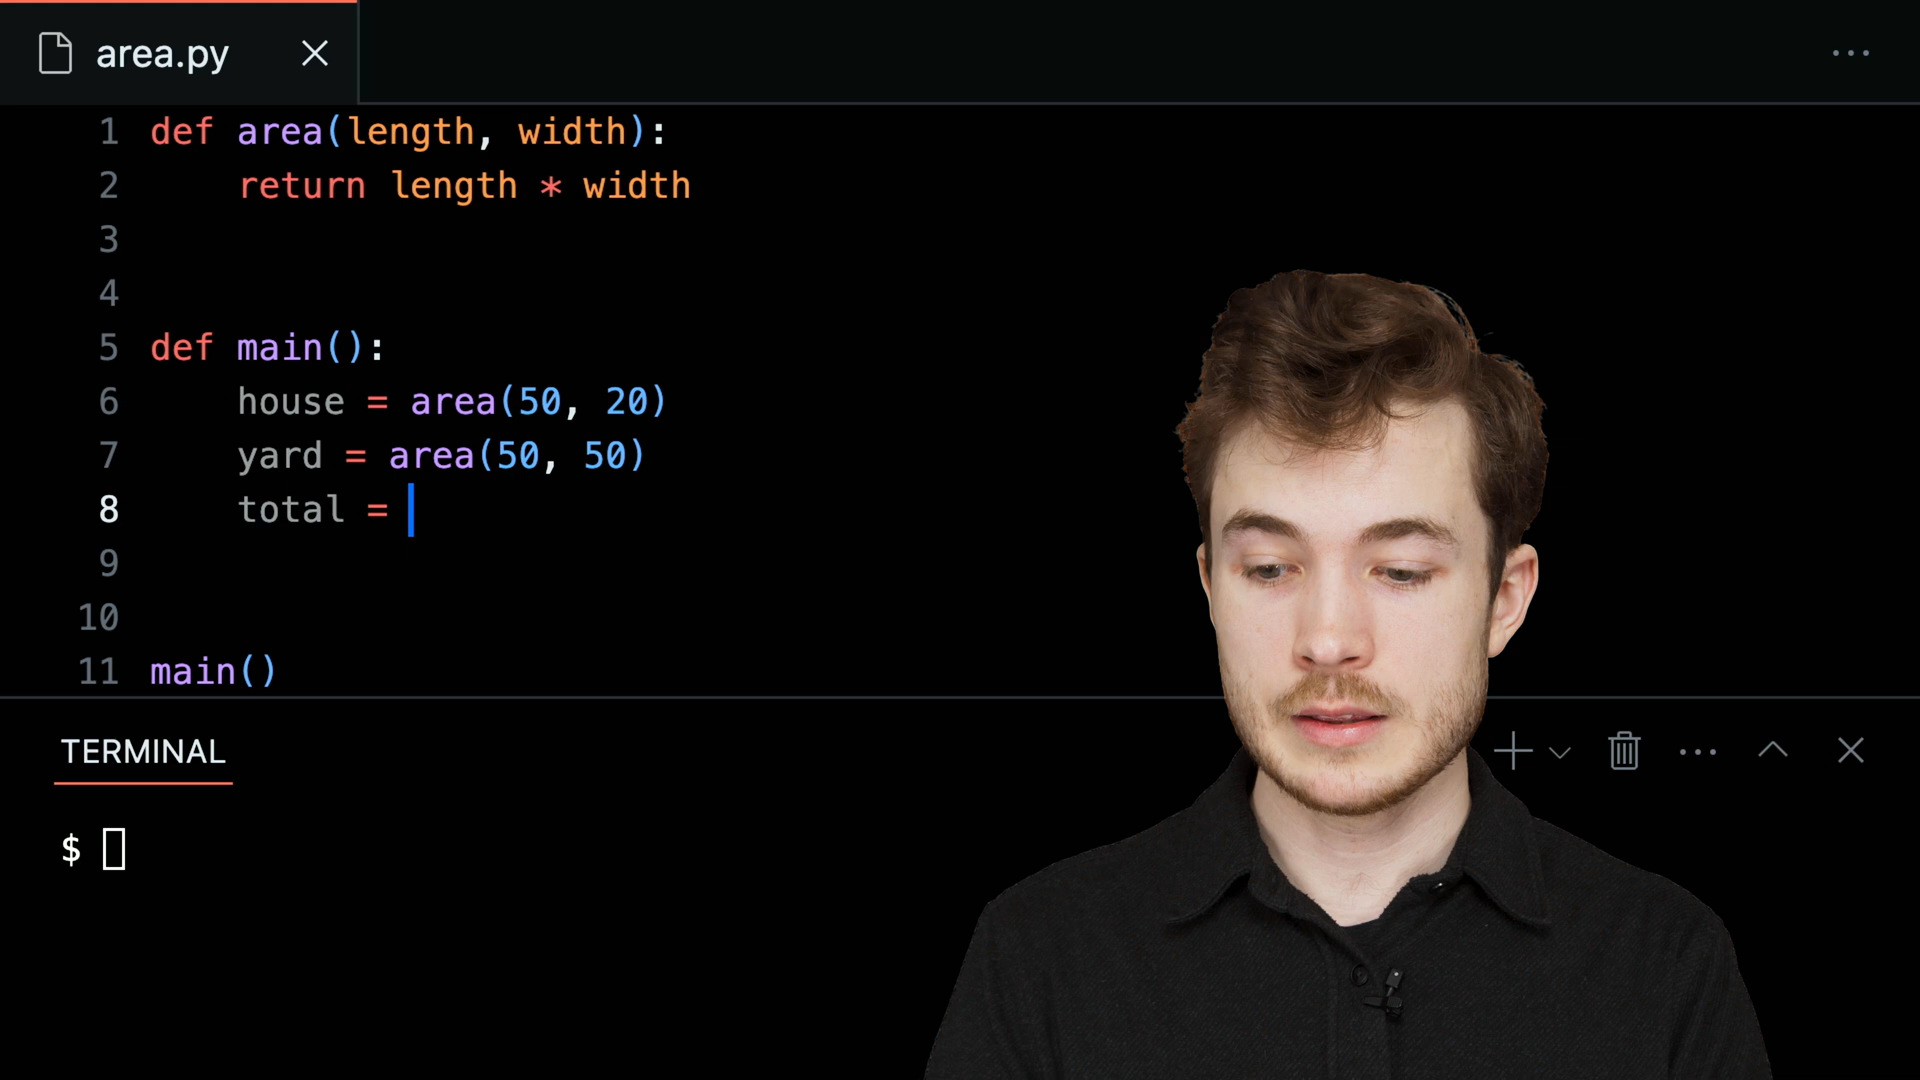 area.py
1 def area(length, width):
2     return length * width
3
4
5 def main():
6     house = area(50, 20)
7     yard = area(50, 50)
8     total =
9
10
11 main()
TERMINAL
$